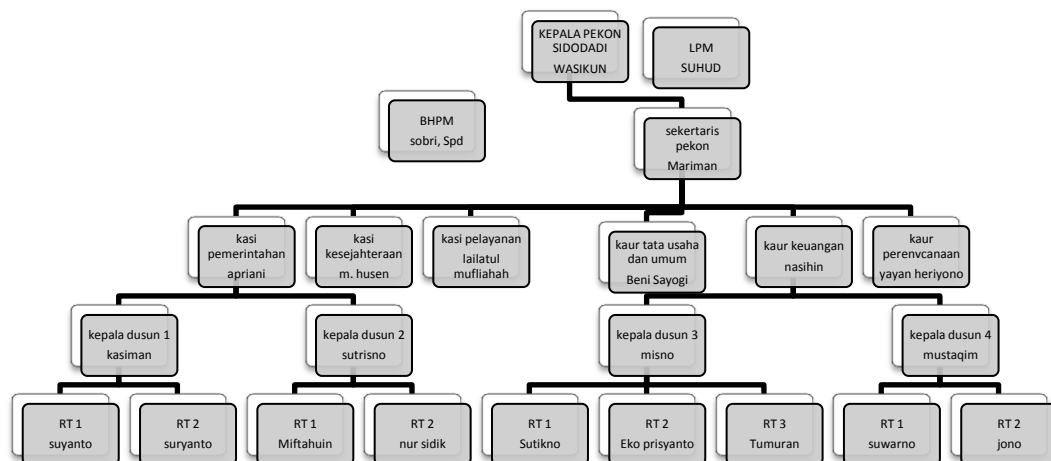 KEPALA PEKON
SIDODADI
WASIKUN
LPM
SUHUD
BHPM
sobri, Spd
sekertaris
pekon
Mariman
kasi
pemerintahan
apriani
kasi
kesejahteraan
m. husen
kasi pelayanan
lailatul
mufliahah
kaur tata usaha
dan umum
Beni Sayogi
kaur keuangan
nasihin
kaur
perenvcanaan
yayan heriyono
kepala dusun 1
kasiman
kepala dusun 2
sutrisno
kepala dusun 3
misno
kepala dusun 4
mustaqim
RT 1
suyanto
RT 2
suryanto
RT 1
Miftahuin
RT 2
nur sidik
RT 1
Sutikno
RT 2
Eko prisyanto
RT 3
Tumuran
RT 1
suwarno
RT 2
jono